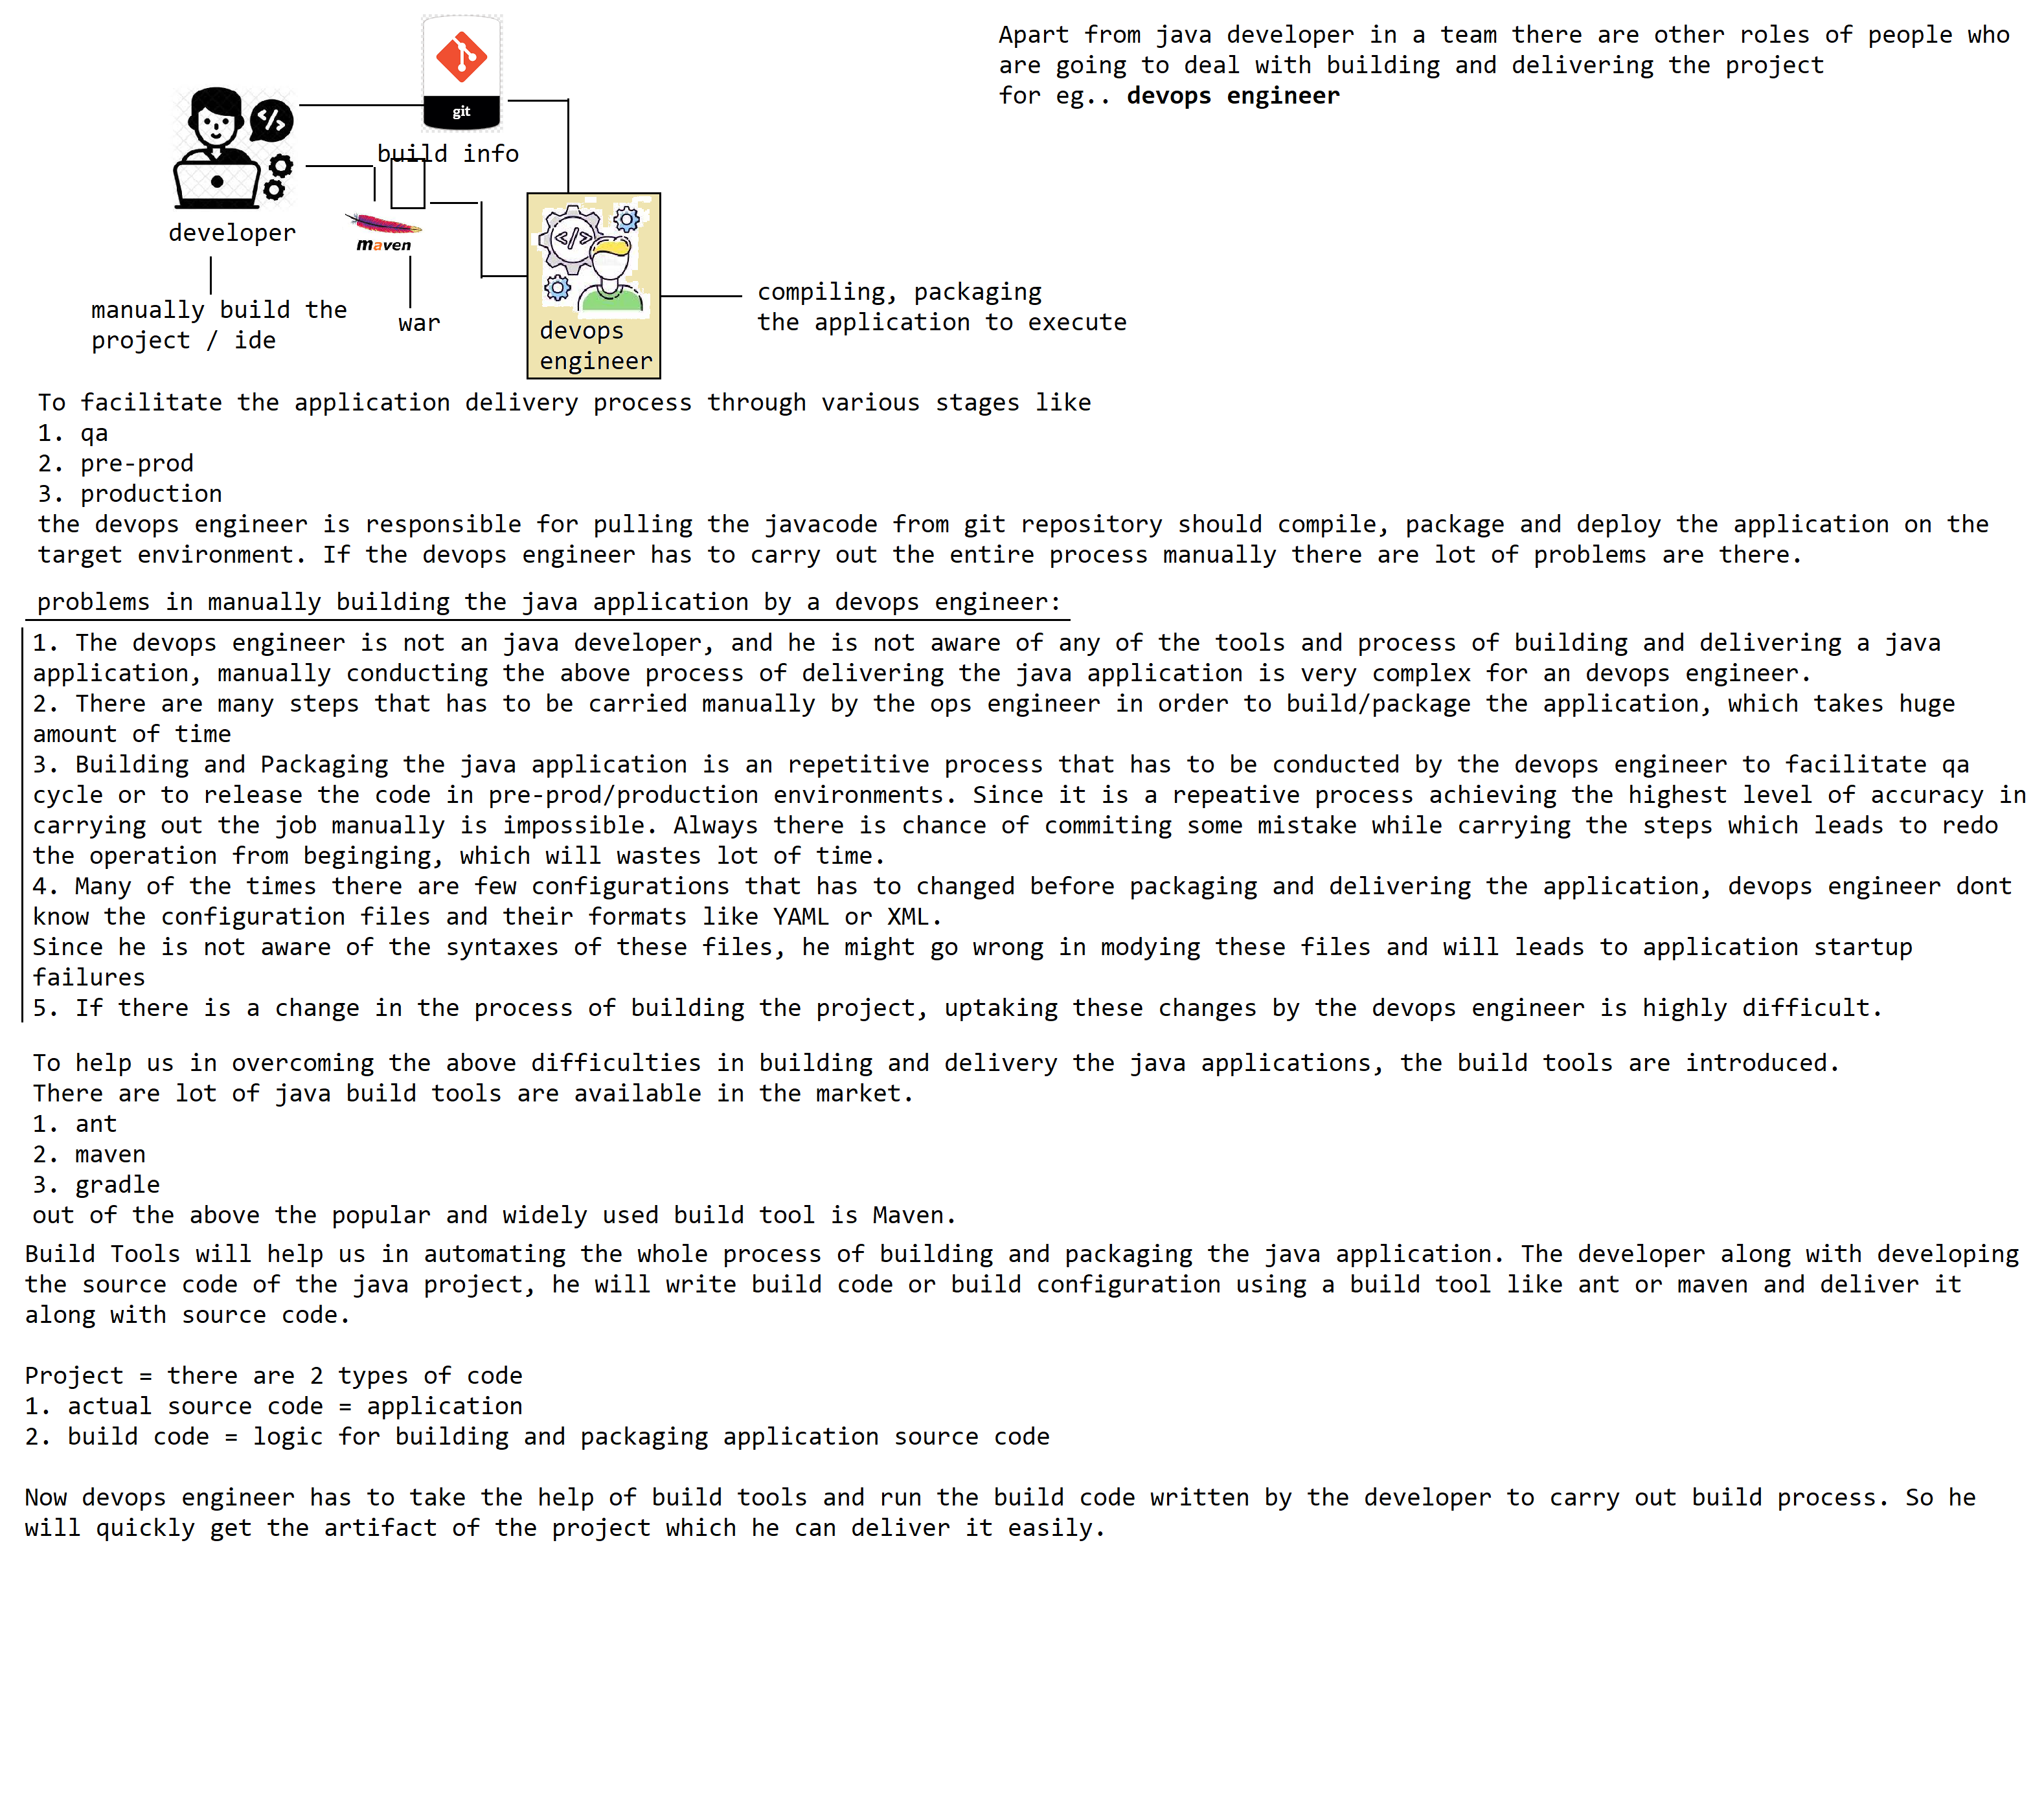 Apart from java developer in a team there are other roles of people who
are going to deal with building and delivering the project
for eg.. devops engineer
git
build info
developer
maven
manually build the
project / ide
war
devops
engineer
compiling, packaging
the application to execute
To facilitate the application delivery process through various stages like
1. qa
2. pre-prod
3. production
the devops engineer is responsible for pulling the javacode from git repository should compile, package and deploy the application on the
target environment. If the devops engineer has to carry out the entire process manually there are lot of problems are there.
problems in manually building the java application by a devops engineer:
1. The devops engineer is not an java developer, and he is not aware of any of the tools and process of building and delivering a java
application, manually conducting the above process of delivering the java application is very complex for an devops engineer.
2. There are many steps that has to be carried manually by the ops engineer in order to build/package the application, which takes huge
amount of time
3. Building and Packaging the java application is an repetitive process that has to be conducted by the devops engineer to facilitate qa
cycle or to release the code in pre-prod/production environments. Since it is a repeative process achieving the highest level of accuracy in
carrying out the job manually is impossible. Always there is chance of commiting some mistake while carrying the steps which leads to redo
the operation from beginging, which will wastes lot of time.
4. Many of the times there are few configurations that has to changed before packaging and delivering the application, devops engineer dont
know the configuration files and their formats like YAML or XML.
Since he is not aware of the syntaxes of these files, he might go wrong in modying these files and will leads to application startup
failures
5. If there is a change in the process of building the project, uptaking these changes by the devops engineer is highly difficult.
To help us in overcoming the above difficulties in building and delivery the java applications, the build tools are introduced.
There are lot of java build tools are available in the market.
1. ant
2. maven
3. gradle
out of the above the popular and widely used build tool is Maven.
Build Tools will help us in automating the whole process of building and packaging the java application. The developer along with developing
the source code of the java project, he will write build code or build configuration using a build tool like ant or maven and deliver it
along with source code.
Project = there are 2 types of code
1. actual source code = application
2. build code = logic for building and packaging application source code
Now devops engineer has to take the help of build tools and run the build code written by the developer to carry out build process. So he
will quickly get the artifact of the project which he can deliver it easily.